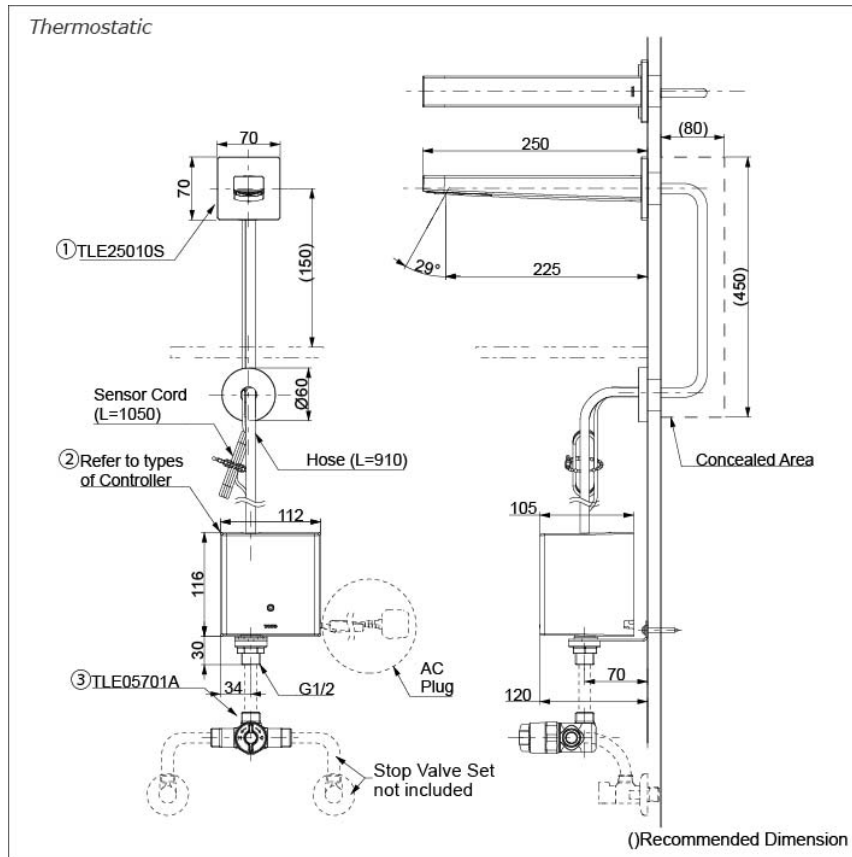 Thermostatic
70
70
①TLE25010S
(150)
250
(80)
29°
225
(450)
Sensor Cord
(L=1050)
Ø60
Hose (L=910)
②Refer to types
of Controller
Concealed Area
112
116
30
105
AC
Plug
③TLE05701A
34
G1/2
70
120
Stop Valve Set
not included
()Recommended Dimension